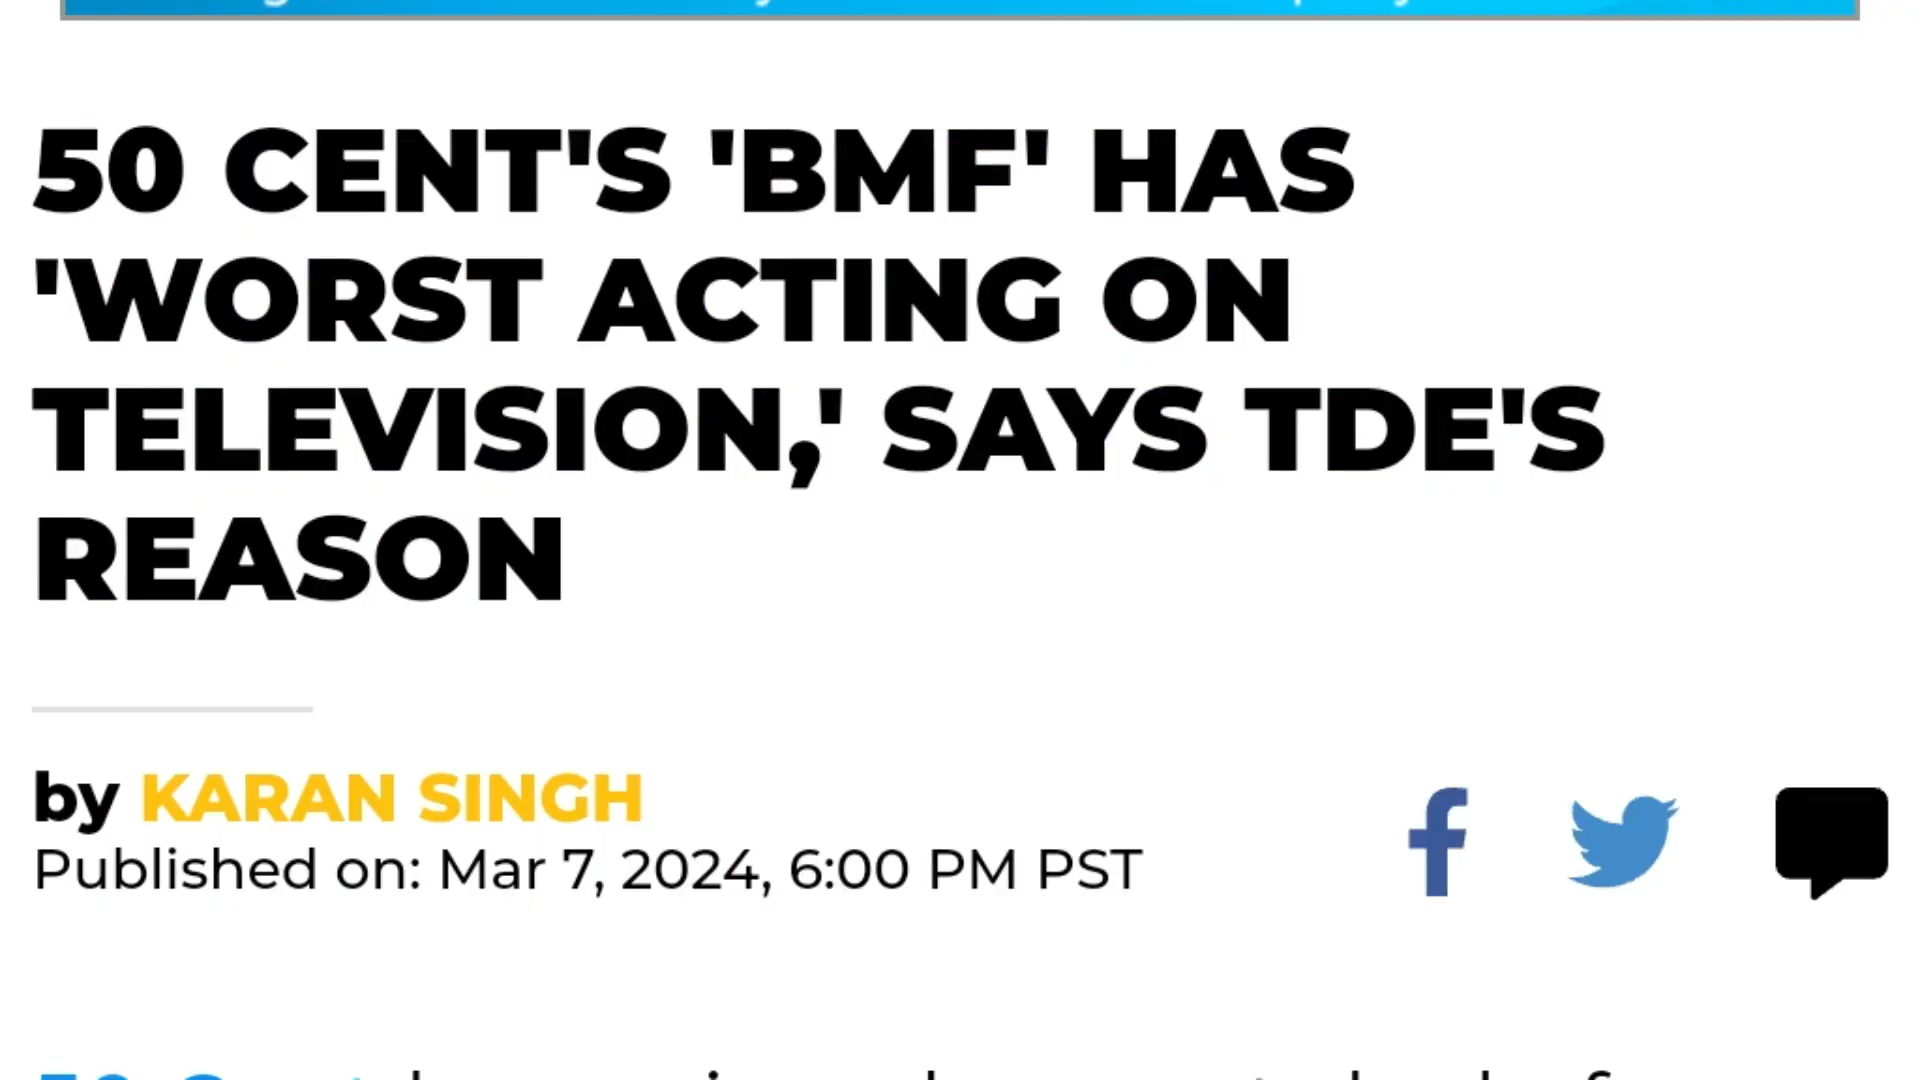 50 CENT'S 'BMF' HAS
'WORST ACTING ON
TELEVISION,' SAYS TDE'S
REASON
by KARAN SINGH
Published on: Mar 7, 2024, 6:00 PM PST